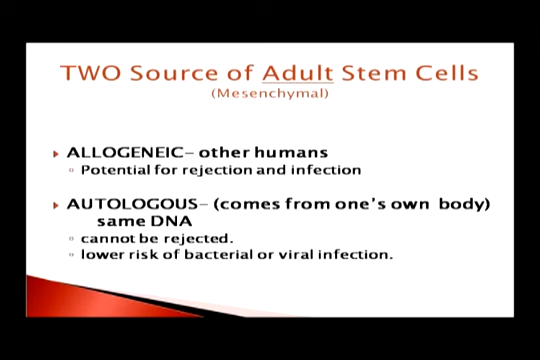 TWO Source of Adult Stem Cells
(Mesenchymal)
ALLOGENEIC– other humans
Potential for rejection and infection
AUTOLOGOUS– (comes from one's own body)
same DNA
cannot be rejected.
lower risk of bacterial or viral infection.